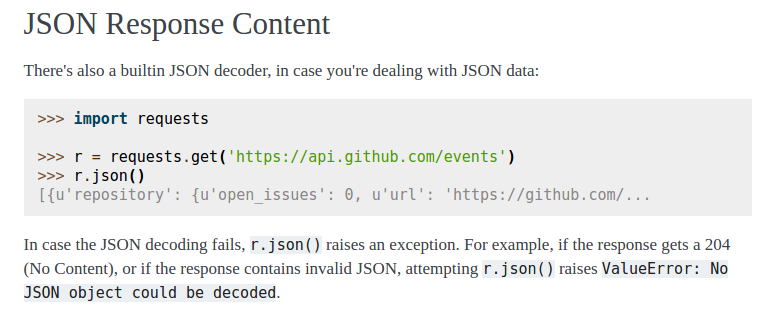 JSON Response Content
There's also a builtin JSON decoder, in case you're dealing with JSON data:
>>> import requests
>>> r = requests.get('https://api.github.com/events')
>>> r.json()
[{u'repository': {u'open_issues': 0, u'url': 'https://github.com/...
In case the JSON decoding fails, r.json() raises an exception. For example, if the response gets a 204
(No Content), or if the response contains invalid JSON, attempting r.json() raises ValueError: No
JSON object could be decoded.